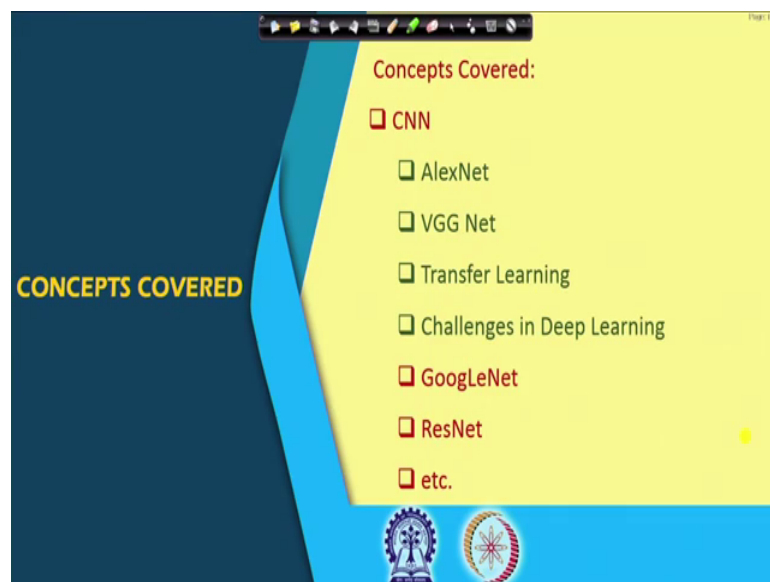 Concepts Covered:
CNN
AlexNet
VGG Net
Transfer Learning
Challenges in Deep Learning
GoogLeNet
ResNet
etc.
CONCEPTS COVERED